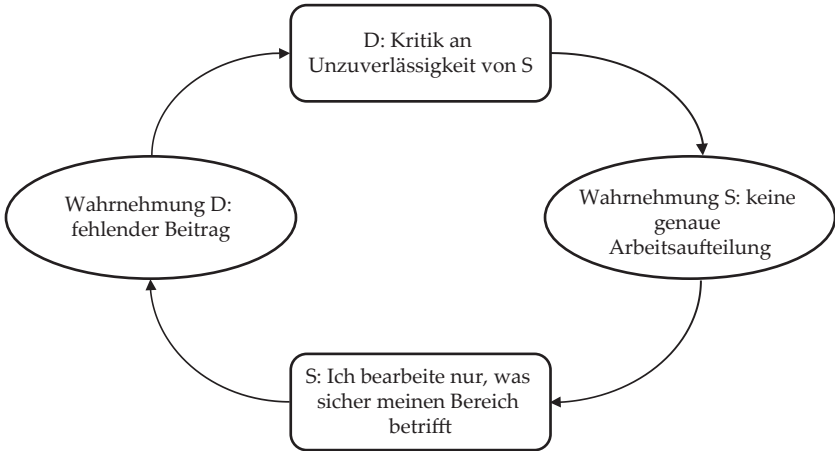 D: Kritik an
Unzuverlässigkeit von S
Wahrnehmung D:
fehlender Beitrag
Wahrnehmung S: keine
genaue
Arbeitsaufteilung
S: Ich bearbeite nur, was
sicher meinen Bereich
betrifft